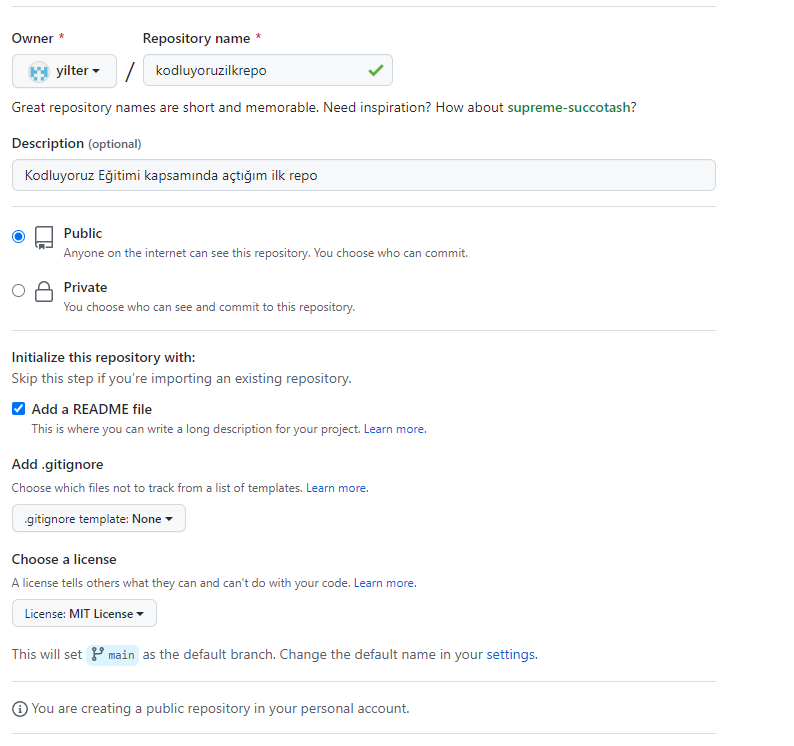 Owner * Repository name *
yilter / kodluyoruzilkrepo
Great repository names are short and memorable. Need inspiration? How about supreme-succotash?
Description (optional)
Kodluyoruz Eğitimi kapsamında açtığım ilk repo
Public
Anyone on the internet can see this repository. You choose who can commit.
Private
You choose who can see and commit to this repository.
Initialize this repository with:
Skip this step if you're importing an existing repository.
Add a README file
This is where you can write a long description for your project. Learn more.
Add .gitignore
Choose which files not to track from a list of templates. Learn more.
.gitignore template: None
Choose a license
A license tells others what they can and can't do with your code. Learn more.
License: MIT License
This will set main as the default branch. Change the default name in your settings.
You are creating a public repository in your personal account.